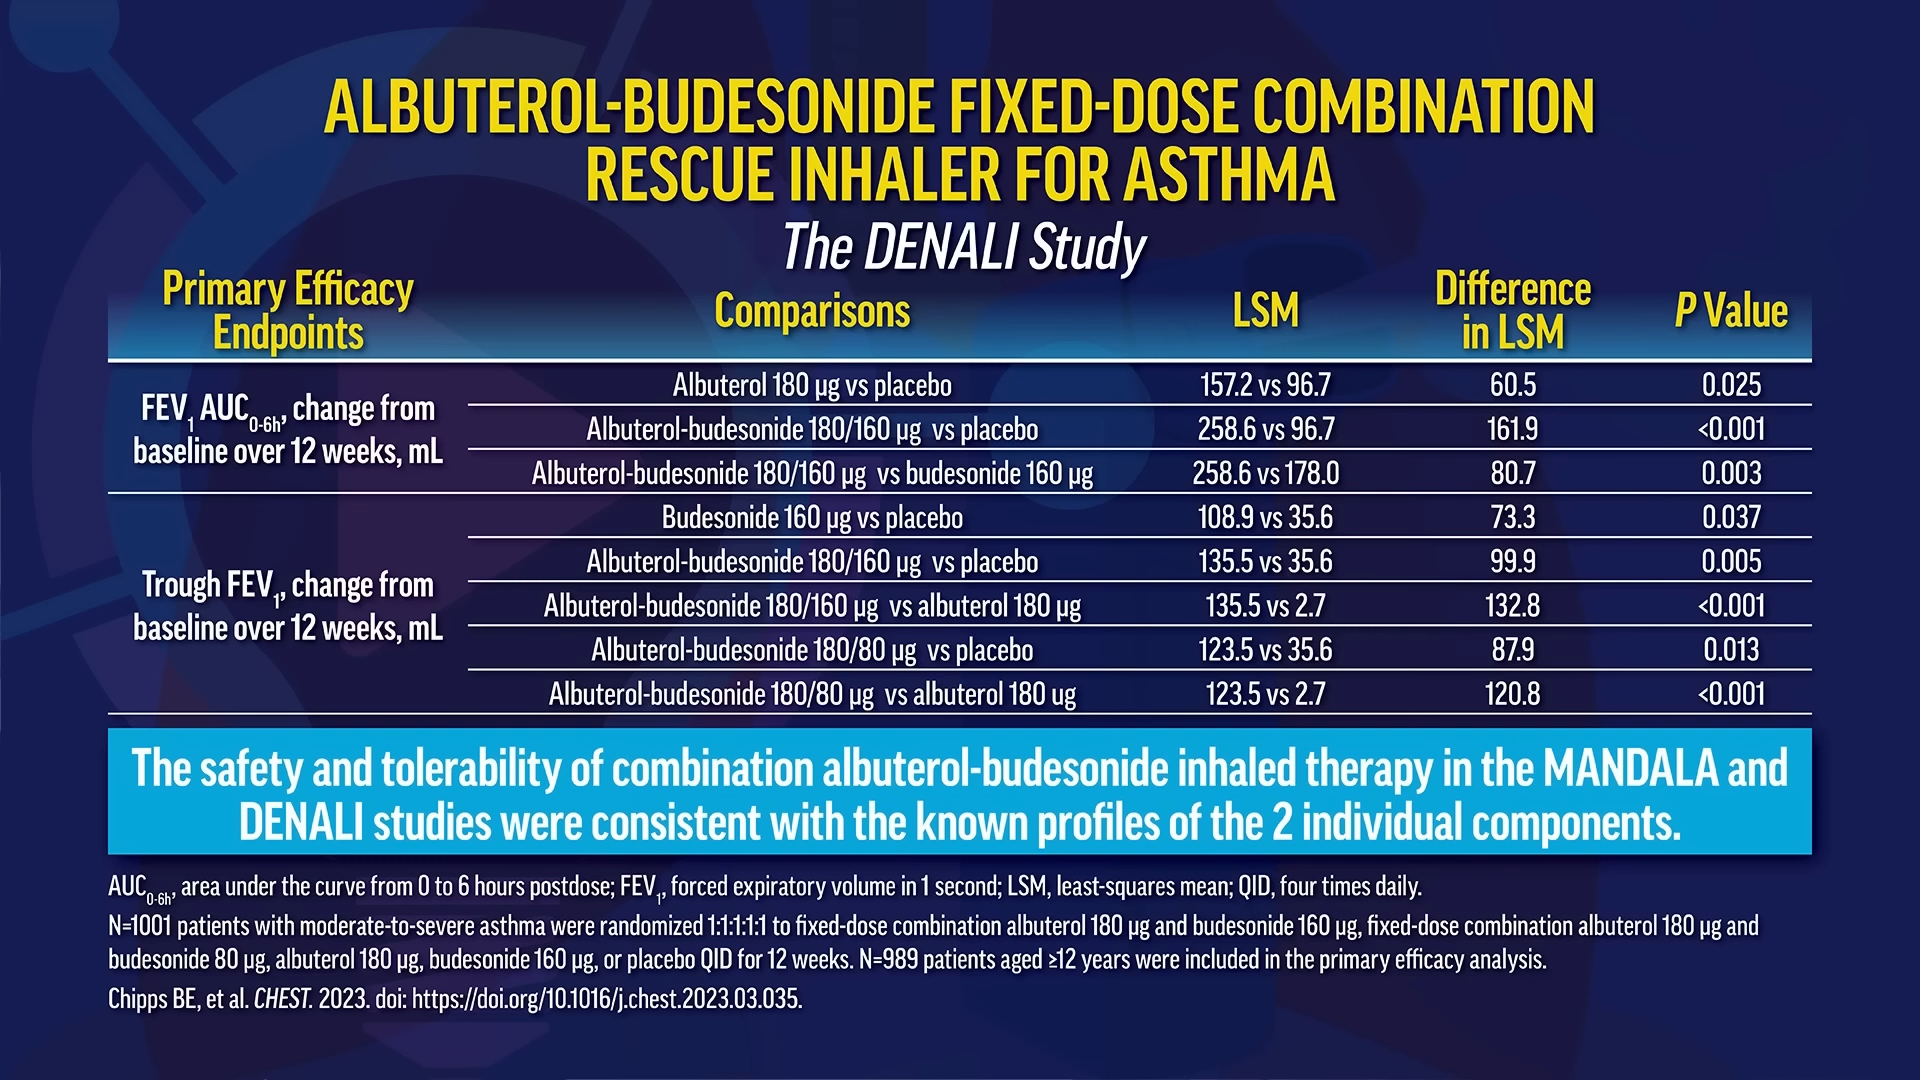 ALBUTEROL-BUDESONIDE FIXED-DOSE COMBINATION
RESCUE INHALER FOR ASTHMA
The DENALI Study
Primary Efficacy
Endpoints
Comparisons
LSM
Difference
in LSM
P Value
FEV1 AUC0-6h, change from
baseline over 12 weeks, mL
Albuterol 180 µg vs placebo 157.2 vs 96.7 60.5 0.025
Albuterol-budesonide 180/160 µg vs placebo 258.6 vs 96.7 161.9 <0.001
Albuterol-budesonide 180/160 µg vs budesonide 160 µg 258.6 vs 178.0 80.7 0.003
Trough FEV1, change from
baseline over 12 weeks, mL
Budesonide 160 µg vs placebo 108.9 vs 35.6 73.3 0.037
Albuterol-budesonide 180/160 µg vs placebo 135.5 vs 35.6 99.9 0.005
Albuterol-budesonide 180/160 µg vs albuterol 180 µg 135.5 vs 2.7 132.8 <0.001
Albuterol-budesonide 180/80 µg vs placebo 123.5 vs 35.6 87.9 0.013
Albuterol-budesonide 180/80 µg vs albuterol 180 ug 123.5 vs 2.7 120.8 <0.001
The safety and tolerability of combination albuterol-budesonide inhaled therapy in the MANDALA and
DENALI studies were consistent with the known profiles of the 2 individual components.
AUC0-6h, area under the curve from 0 to 6 hours postdose; FEV1, forced expiratory volume in 1 second; LSM, least-squares mean; QID, four times daily.
N=1001 patients with moderate-to-severe asthma were randomized 1:1:1:1:1 to fixed-dose combination albuterol 180 µg and budesonide 160 µg, fixed-dose combination albuterol 180 µg and
budesonide 80 µg, albuterol 180 µg, budesonide 160 µg, or placebo QID for 12 weeks. N=989 patients aged ≥12 years were included in the primary efficacy analysis.
Chipps BE, et al. CHEST. 2023. doi: https://doi.org/10.1016/j.chest.2023.03.035.